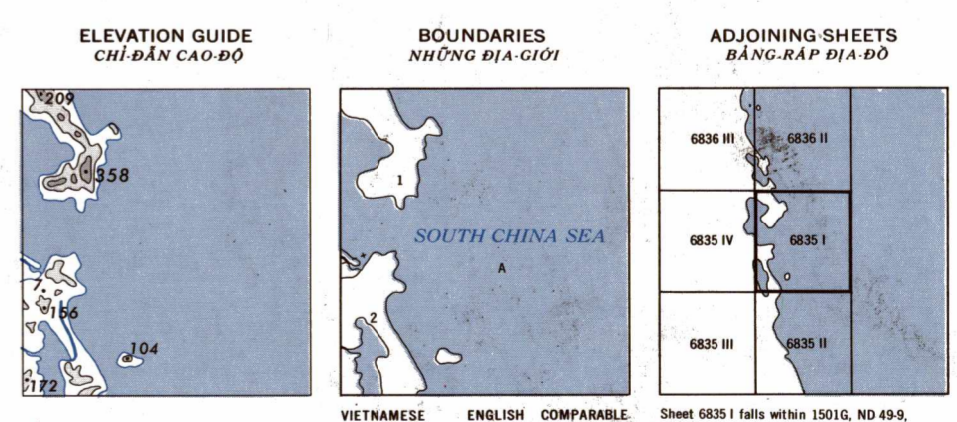 ELEVATION GUIDE
CHỈ-DẪN CAO-ĐỘ
209
358
7
156
104
172
BOUNDARIES
NHỮNG ĐỊA-GIỚI
1
SOUTH CHINA SEA
A
2
VIETNAMESE ENGLISH COMPARABLE
ADJOINING SHEETS
BẢNG-RÁP ĐỊA-ĐỒ
6836 III 6836 II
6835 IV 6835 I
6835 III 6835 II
Sheet 6835 I falls within 1501G, ND 49-9,